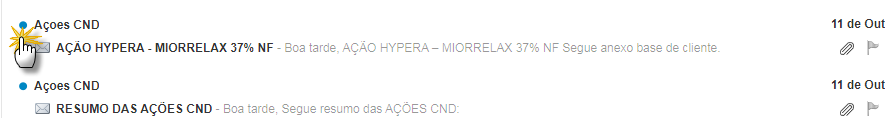 Açoes CND 11 de Out
AÇÃO HYPERA - MIORRELAX 37% NF - Boa tarde, AÇÃO HYPERA – MIORRELAX 37% NF Segue anexo base de cliente.
Açoes CND 11 de Out
RESUMO DAS AÇÕES CND - Boa tarde, Segue resumo das AÇÕES CND: